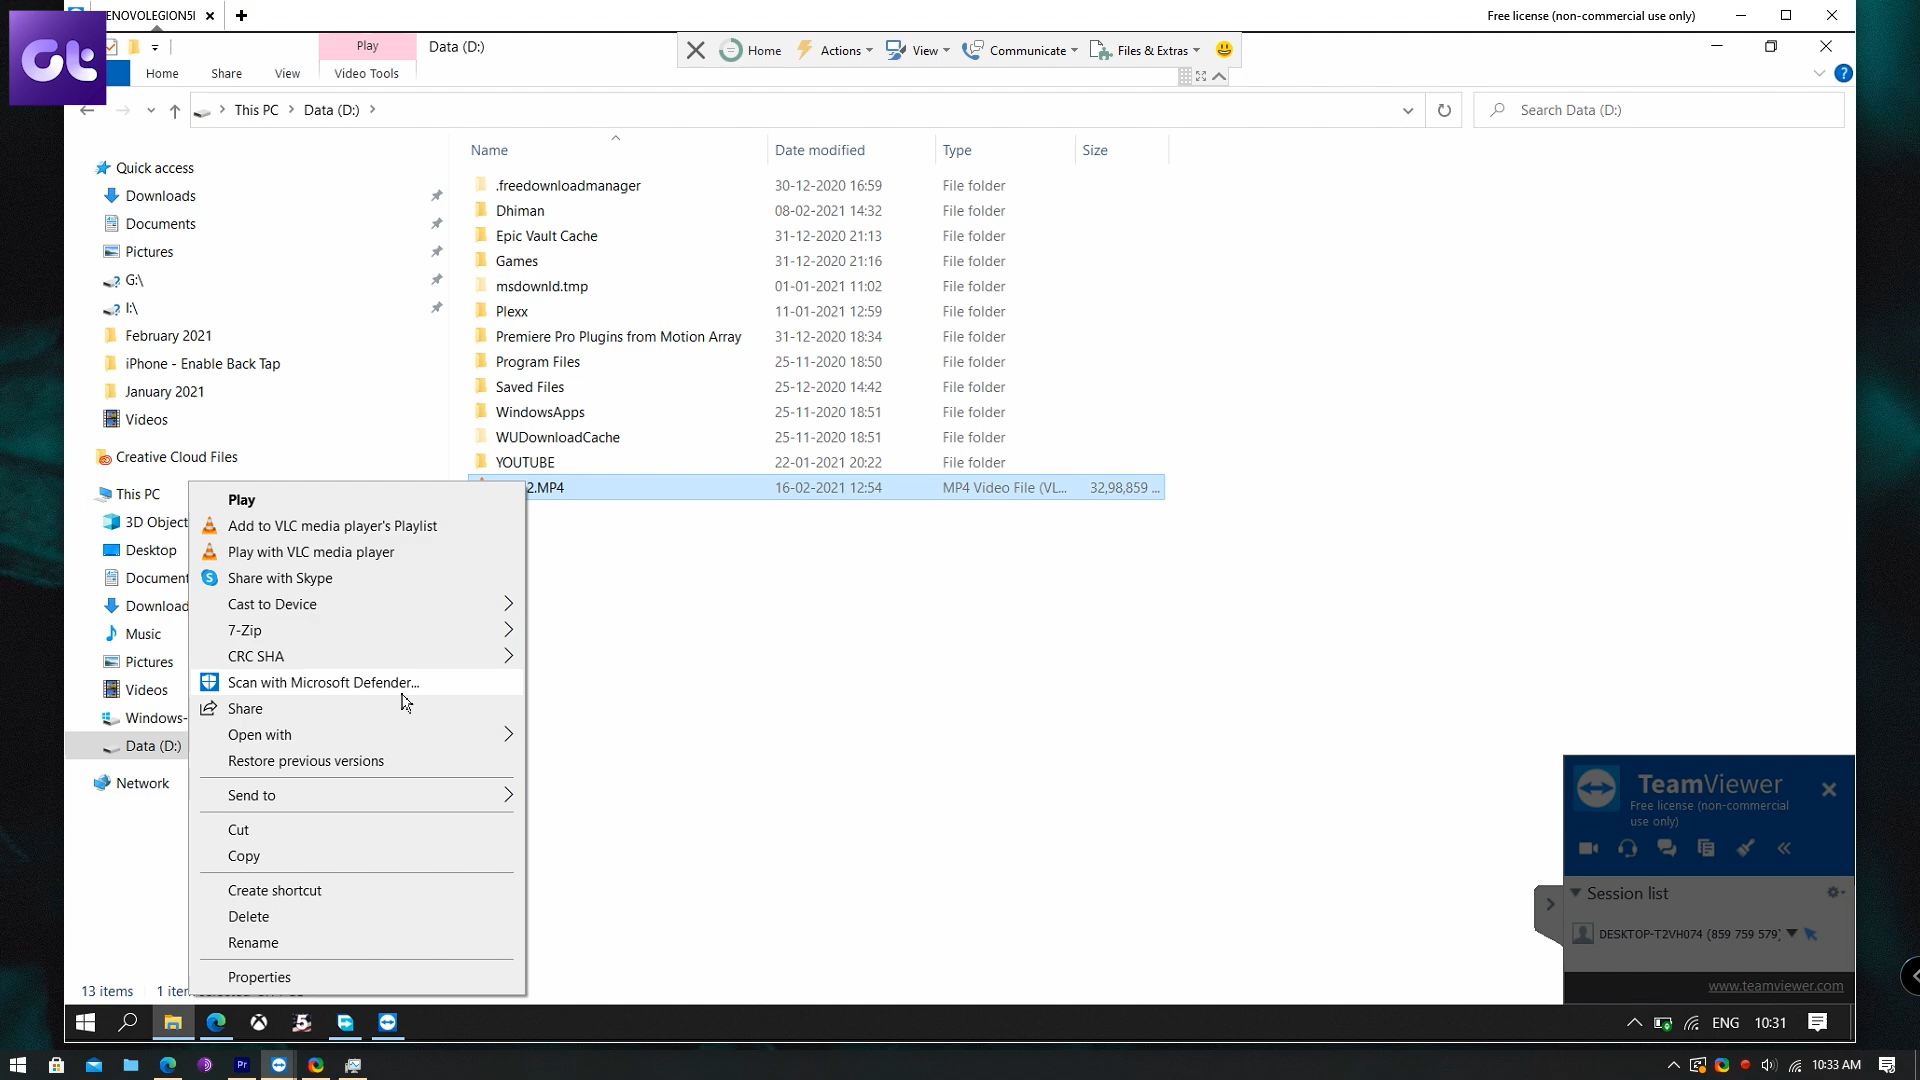 ENOVOLEGION5I
Free license (non-commercial use only)
Gt
Play
Data (D:)
Home
Actions
View
Communicate
Files & Extras
Home
Share
View
Video Tools
This PC
Data (D:)
Search Data (D:)
Name
Date modified
Type
Size
Quick access
Downloads
Documents
Pictures
G:\
I:\
February 2021
iPhone - Enable Back Tap
January 2021
Videos
Creative Cloud Files
This PC
3D Object
Desktop
Document
Download
Music
Pictures
Videos
Windows-
Data (D:)
Network
.freedownloadmanager 30-12-2020 16:59 File folder
Dhiman 08-02-2021 14:32 File folder
Epic Vault Cache 31-12-2020 21:13 File folder
Games 31-12-2020 21:16 File folder
msdownld.tmp 01-01-2021 11:02 File folder
Plexx 11-01-2021 12:59 File folder
Premiere Pro Plugins from Motion Array 31-12-2020 18:34 File folder
Program Files 25-11-2020 18:50 File folder
Saved Files 25-12-2020 14:42 File folder
WindowsApps 25-11-2020 18:51 File folder
WUDownloadCache 25-11-2020 18:51 File folder
YOUTUBE 22-01-2021 20:22 File folder
2.MP4 16-02-2021 12:54 MP4 Video File (VL... 32,98,859 ...
Play
Add to VLC media player's Playlist
Play with VLC media player
Share with Skype
Cast to Device
7-Zip
CRC SHA
Scan with Microsoft Defender...
Share
Open with
Restore previous versions
Send to
Cut
Copy
Create shortcut
Delete
Rename
Properties
13 items
TeamViewer
Free license (non-commercial
use only)
Session list
DESKTOP-T2VH074 (859 759 579)
www.teamviewer.com
ENG
10:31
Pr
10:33 AM